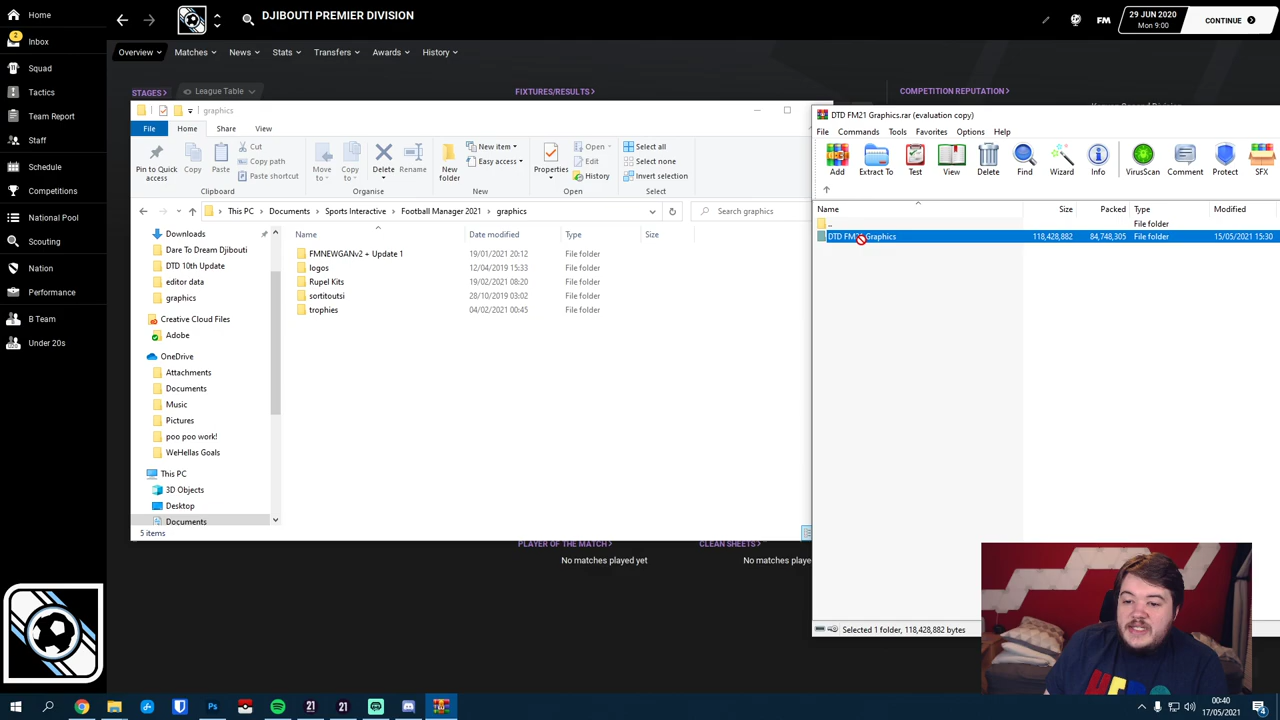 Home
DJIBOUTI PREMIER DIVISION
FM
29 JUN 2020
Mon 9:00
CONTINUE
2
Inbox
Overview
Matches
News
Stats
Transfers
Awards
History
Squad
Tactics
Team Report
Staff
Schedule
Competitions
National Pool
Scouting
Nation
Performance
B Team
Under 20s
STAGES >
League Table
FIXTURES/RESULTS >
COMPETITION REPUTATION >
graphics
File
Home
Share
View
Pin to Quick access
Copy
Paste
Cut
Copy path
Paste shortcut
Clipboard
Move to
Copy to
Delete
Rename
Organise
New folder
New item
Easy access
New
Properties
Open
Edit
History
Open
Select all
Select none
Invert selection
Select
This PC > Documents > Sports Interactive > Football Manager 2021 > graphics
Search graphics
Downloads
Dare To Dream Djibouti
DTD 10th Update
editor data
graphics
Creative Cloud Files
Adobe
OneDrive
Attachments
Documents
Music
Pictures
poo poo work!
WeHellas Goals
This PC
3D Objects
Desktop
Documents
Name Date modified Type Size
FMNEWGANv2 + Update 1 19/01/2021 20:12 File folder
logos 12/04/2019 15:33 File folder
Rupel Kits 19/02/2021 08:20 File folder
sortitoutsi 28/10/2019 03:02 File folder
trophies 04/02/2021 00:45 File folder
5 items
DTD FM21 Graphics.rar (evaluation copy)
File Commands Tools Favorites Options Help
Add Extract To Test View Delete Find Wizard Info VirusScan Comment Protect SFX
Name Size Packed Type Modified
.. File folder
DTD FM21 Graphics 118,428,882 84,748,305 File folder 15/05/2021 15:30
Selected 1 folder, 118,428,882 bytes
PLAYER OF THE MATCH >
No matches played yet
CLEAN SHEETS >
No matches playe
21
21
00:40
17/05/2021
4